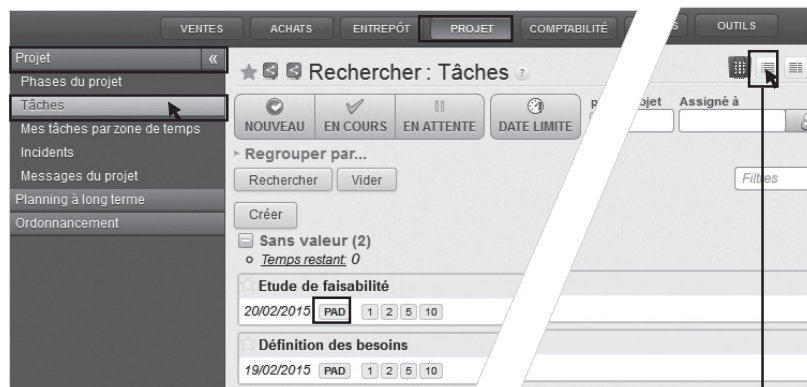 VENTES ACHATS ENTREPÔT PROJET COMPTABILITÉ S OUTILS
Projet «
Phases du projet
Tâches
Mes tâches par zone de temps
Incidents
Messages du projet
Planning à long terme
Ordonnancement
Rechercher : Tâches ?
NOUVEAU EN COURS EN ATTENTE DATE LIMITE
ojet Assigné à
Regrouper par...
Rechercher Vider
Filtres
Créer
Sans valeur (2)
Temps restant: 0
Etude de faisabilité
20/02/2015 PAD 1 2 5 10
Définition des besoins
19/02/2015 PAD 1 2 5 10